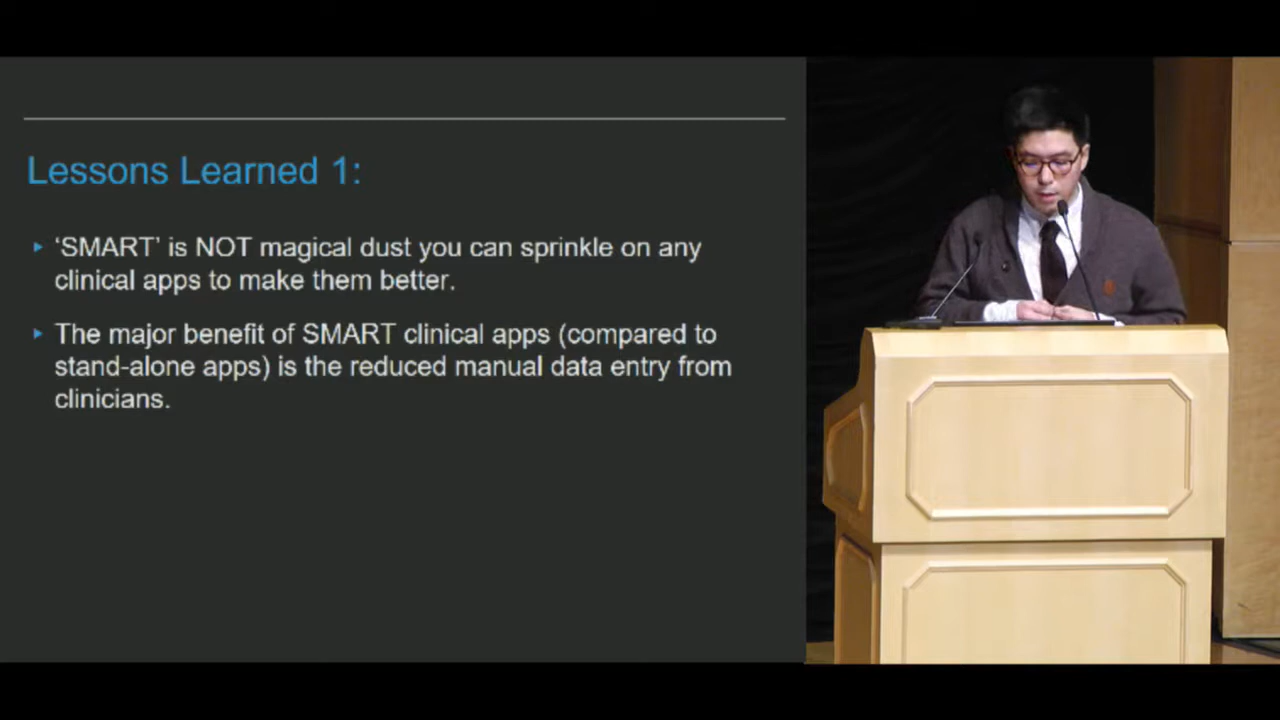 Lessons Learned 1:
‘SMART’ is NOT magical dust you can sprinkle on any
clinical apps to make them better.
The major benefit of SMART clinical apps (compared to
stand-alone apps) is the reduced manual data entry from
clinicians.